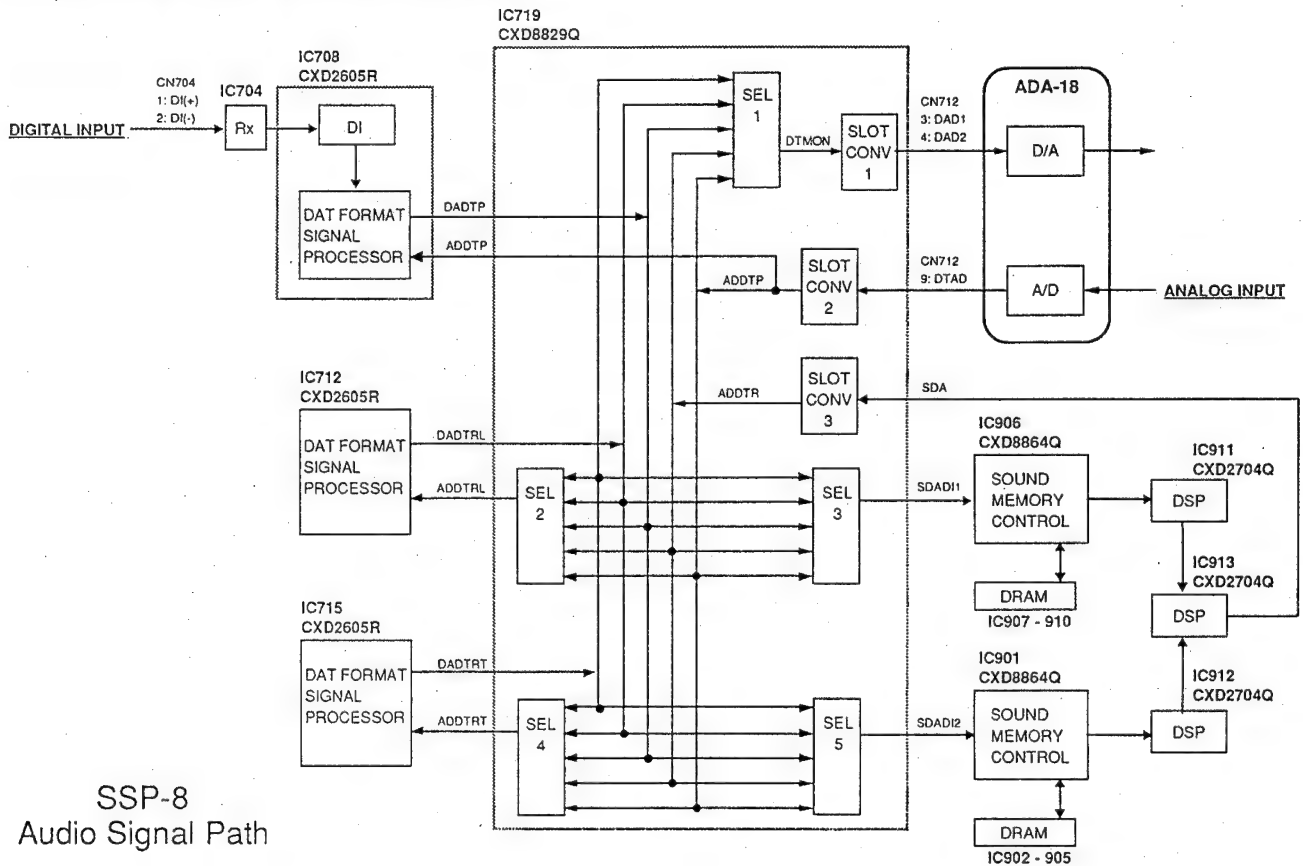 IC719
CXD8829Q
IC708
CXD2605R
CN704
1: DI(+)
2: DI(-)
IC704
DIGITAL INPUT
Rx
DI
DAT FORMAT
SIGNAL
PROCESSOR
DADTP
ADDTP
SEL
1
DTMON
SLOT
CONV
1
CN712
3: DAD1
4: DAD2
ADA-18
D/A
ADDTP
SLOT
CONV
2
CN712
9: DTAD
A/D
ANALOG INPUT
IC712
CXD2605R
DAT FORMAT
SIGNAL
PROCESSOR
DADTRL
ADDTRL
ADDTR
SLOT
CONV
3
SDA
SEL
2
SEL
3
SDADI1
IC906
CXD8864Q
SOUND
MEMORY
CONTROL
DRAM
IC907 - 910
IC911
CXD2704Q
DSP
IC913
CXD2704Q
DSP
IC715
CXD2605R
DAT FORMAT
SIGNAL
PROCESSOR
DADTRT
ADDTRT
SEL
4
SEL
5
SDADI2
IC901
CXD8864Q
SOUND
MEMORY
CONTROL
DRAM
IC902 - 905
IC912
CXD2704Q
DSP
SSP-8
Audio Signal Path